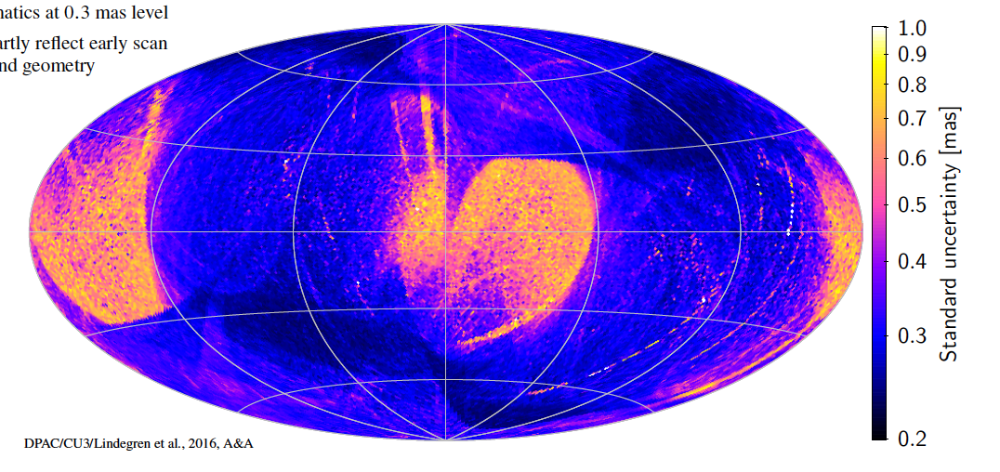 natics at 0.3 mas level
artly reflect early scan
nd geometry
1.0
0.9
0.8
0.7
0.6
0.5
0.4
0.3
0.2
Standard uncertainty [mas]
DPAC/CU3/Lindegren et al., 2016, A&A